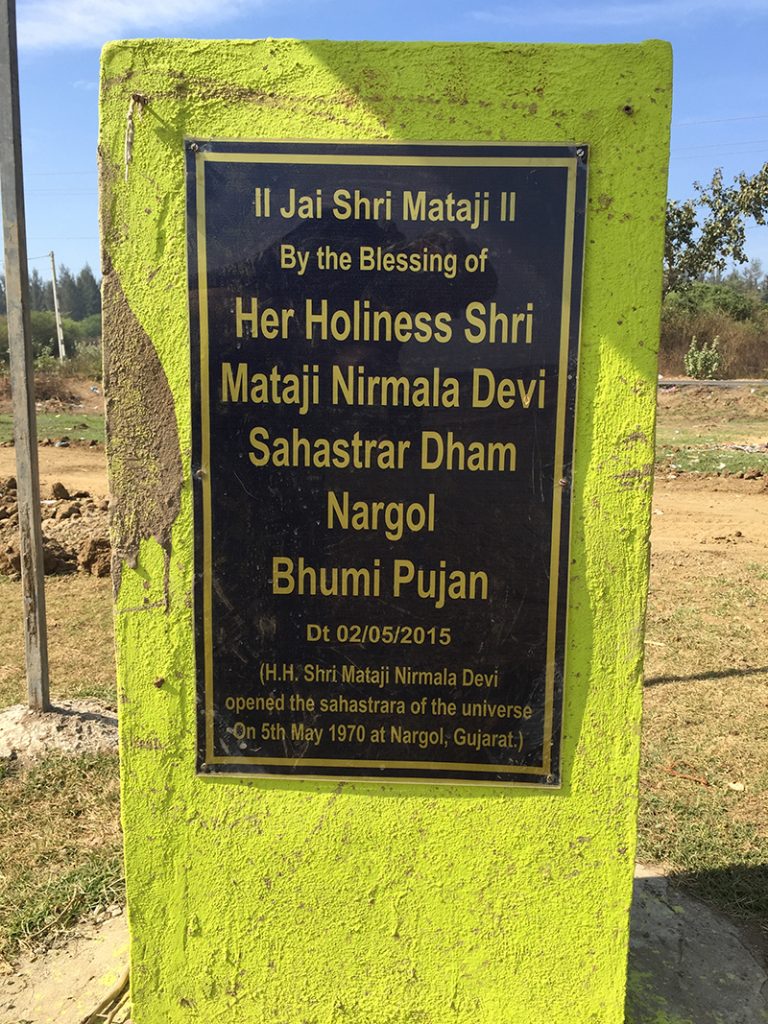 II Jai Shri Mataji II
By the Blessing of
Her Holiness Shri
Mataji Nirmala Devi
Sahastrar Dham
Nargol
Bhumi Pujan
Dt 02/05/2015
(H.H. Shri Mataji Nirmala Devi
opened the sahastrara of the universe
On 5th May 1970 at Nargol, Gujarat.)